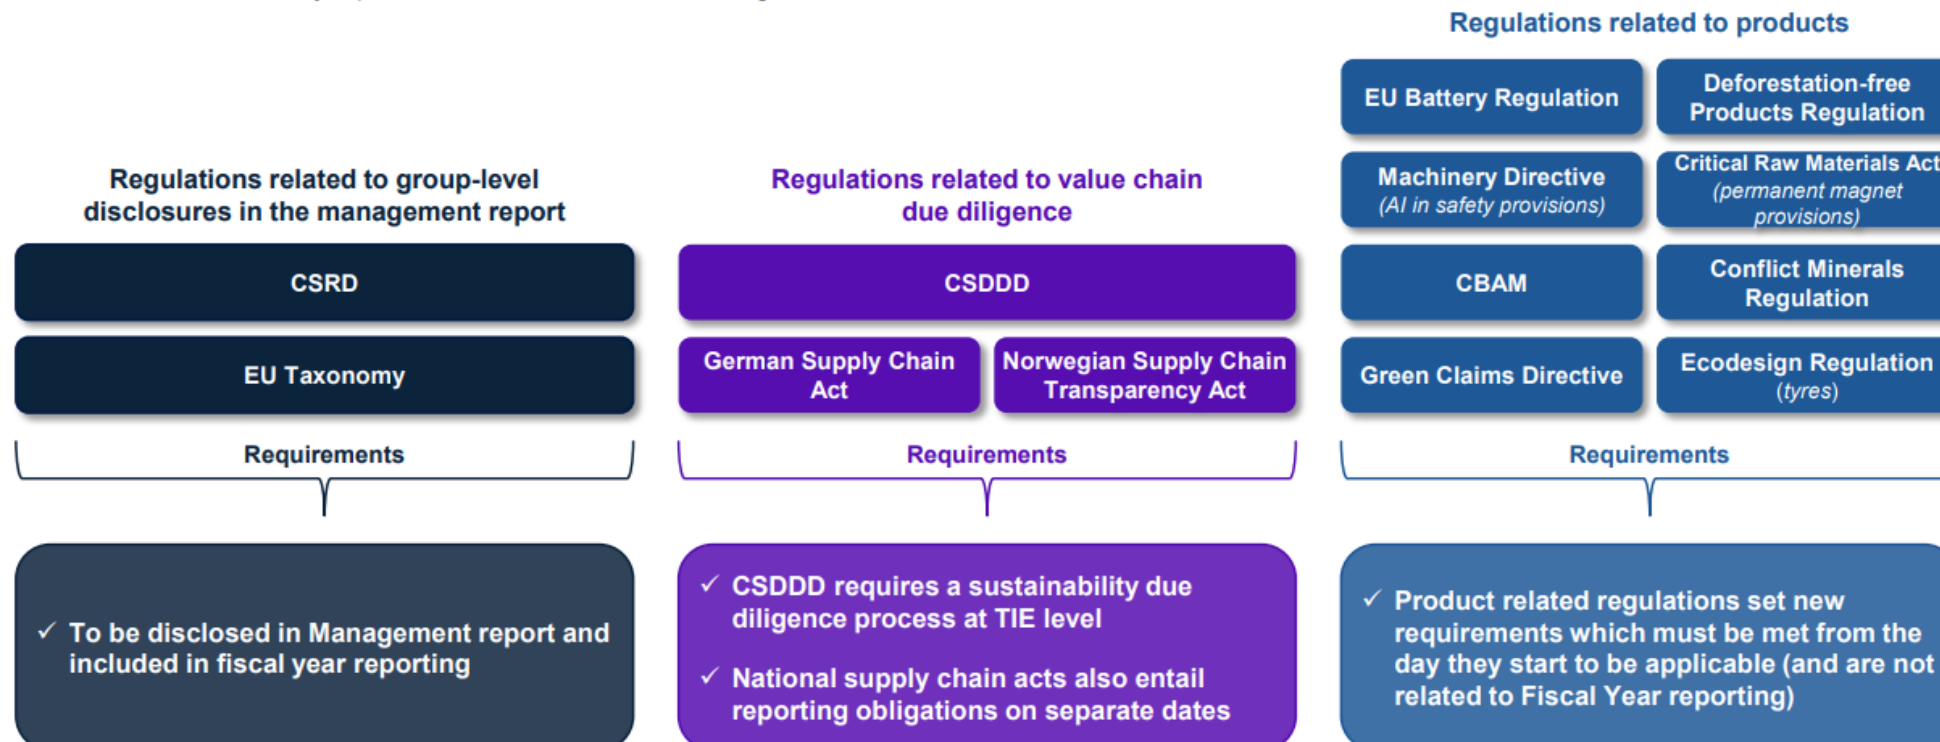 Regulations related to products
EU Battery Regulation
Deforestation-free
Products Regulation
Machinery Directive
(AI in safety provisions)
Critical Raw Materials Act
(permanent magnet
provisions)
CBAM
Conflict Minerals
Regulation
Green Claims Directive
Ecodesign Regulation
(tyres)
Requirements
✓ Product related regulations set new
requirements which must be met from the
day they start to be applicable (and are not
related to Fiscal Year reporting)
Regulations related to group-level
disclosures in the management report
CSRD
EU Taxonomy
Requirements
✓ To be disclosed in Management report and
included in fiscal year reporting
Regulations related to value chain
due diligence
CSDDD
German Supply Chain
Act
Norwegian Supply Chain
Transparency Act
Requirements
✓ CSDDD requires a sustainability due
diligence process at TIE level
✓ National supply chain acts also entail
reporting obligations on separate dates